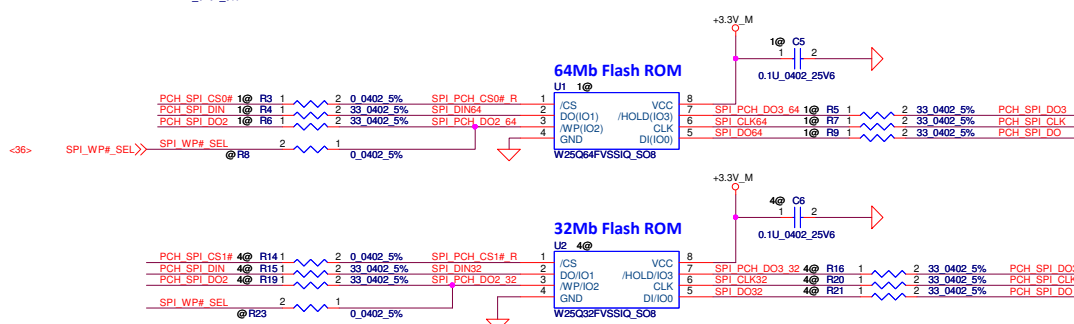 +3.3V_M
1@ C5
1 2
0.1U_0402_25V6
64Mb Flash ROM
U1 1@
PCH_SPI_CS0# 1@ R3 1 2 0_0402_5% SPI_PCH_CS0#_R 1 /CS VCC 8
PCH_SPI_DIN 1@ R4 1 2 33_0402_5% SPI_DIN64 2 DO(IO1) /HOLD(IO3) 7 SPI_PCH_DO3_64 1@ R5 1 2 33_0402_5% PCH_SPI_DO3
PCH_SPI_DO2 1@ R6 1 2 33_0402_5% SPI_PCH_DO2_64 3 /WP(IO2) CLK 6 SPI_CLK64 1@ R7 1 2 33_0402_5% PCH_SPI_CLK
4 GND DI(IO0) 5 SPI_DO64 1@ R9 1 2 33_0402_5% PCH_SPI_DO
<36> SPI_WP#_SEL SPI_WP#_SEL 2 1
@R8 0_0402_5%
W25Q64FVSSIQ_SO8
+3.3V_M
4@ C6
1 2
0.1U_0402_25V6
32Mb Flash ROM
U2 4@
PCH_SPI_CS1# 4@ R14 1 2 0_0402_5% SPI_PCH_CS1#_R 1 /CS VCC 8
PCH_SPI_DIN 4@ R15 1 2 33_0402_5% SPI_DIN32 2 DO/IO1 /HOLD/IO3 7 SPI_PCH_DO3_32 4@ R16 1 2 33_0402_5% PCH_SPI_DO3
PCH_SPI_DO2 4@ R19 1 2 33_0402_5% SPI_PCH_DO2_32 3 /WP/IO2 CLK 6 SPI_CLK32 4@ R20 1 2 33_0402_5% PCH_SPI_CLK
4 GND DI/IO0 5 SPI_DO32 4@ R21 1 2 33_0402_5% PCH_SPI_DO
SPI_WP#_SEL 2 1
@R23 0_0402_5%
W25Q32FVSSIQ_SO8